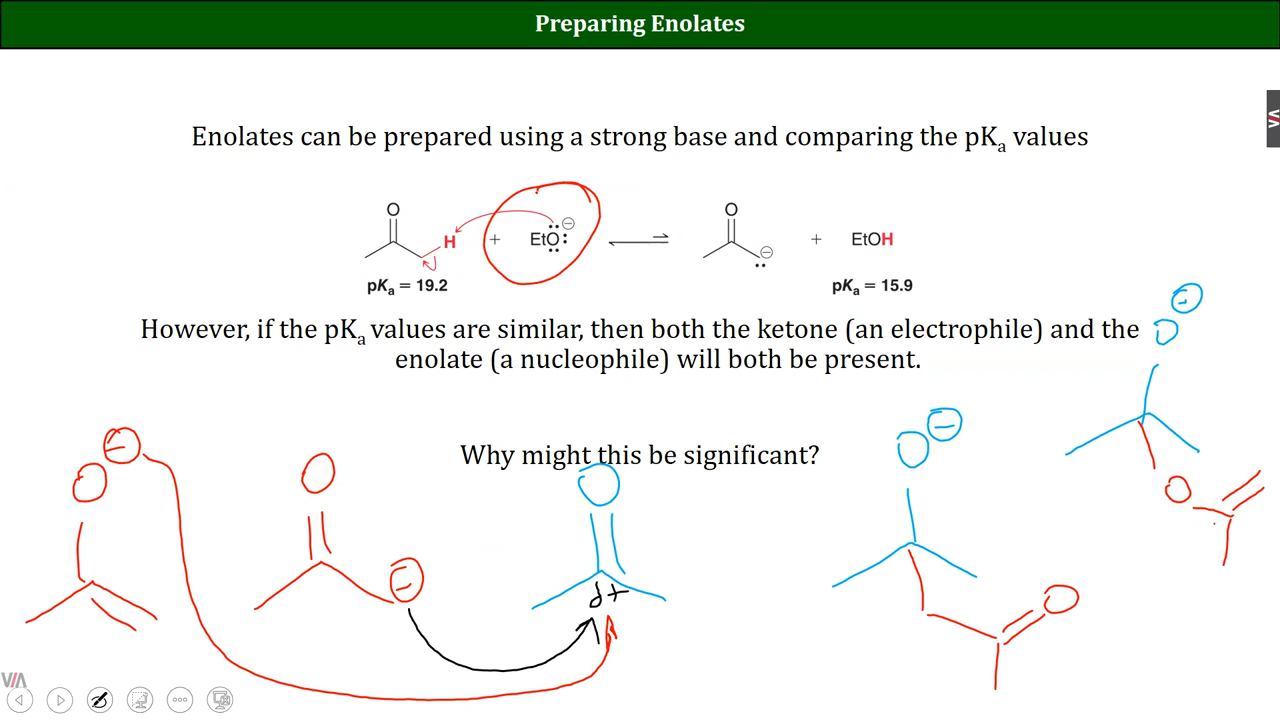 Preparing Enolates
Enolates can be prepared using a strong base and comparing the pKa values
O
H
+
EtO:
⊖
O
⊖
+
EtOH
pKa = 19.2
pKa = 15.9
However, if the pKa values are similar, then both the ketone (an electrophile) and the
enolate (a nucleophile) will both be present.
Why might this be significant?
O
⊖
O
⊖
O
δ+
O
⊖
O
O
⊖
O
VIA
VIA